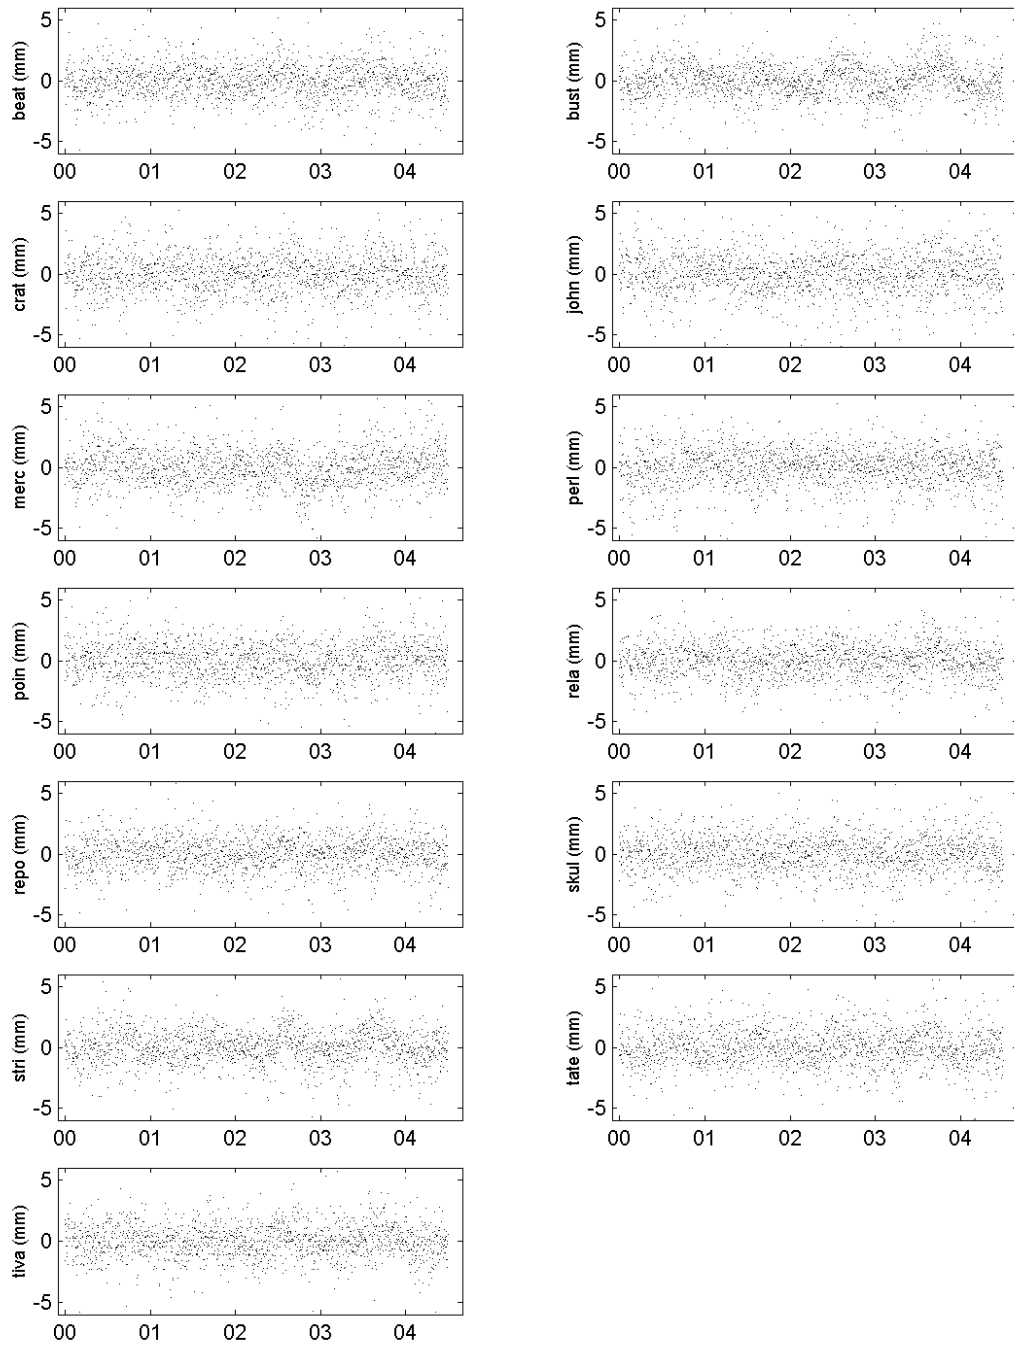 5 0 -5 beat (mm) 00 01 02 03 04
5 0 -5 bust (mm) 00 01 02 03 04
5 0 -5 crat (mm) 00 01 02 03 04
5 0 -5 john (mm) 00 01 02 03 04
5 0 -5 merc (mm) 00 01 02 03 04
5 0 -5 perl (mm) 00 01 02 03 04
5 0 -5 poin (mm) 00 01 02 03 04
5 0 -5 rela (mm) 00 01 02 03 04
5 0 -5 repo (mm) 00 01 02 03 04
5 0 -5 skul (mm) 00 01 02 03 04
5 0 -5 stri (mm) 00 01 02 03 04
5 0 -5 tate (mm) 00 01 02 03 04
5 0 -5 tiva (mm) 00 01 02 03 04